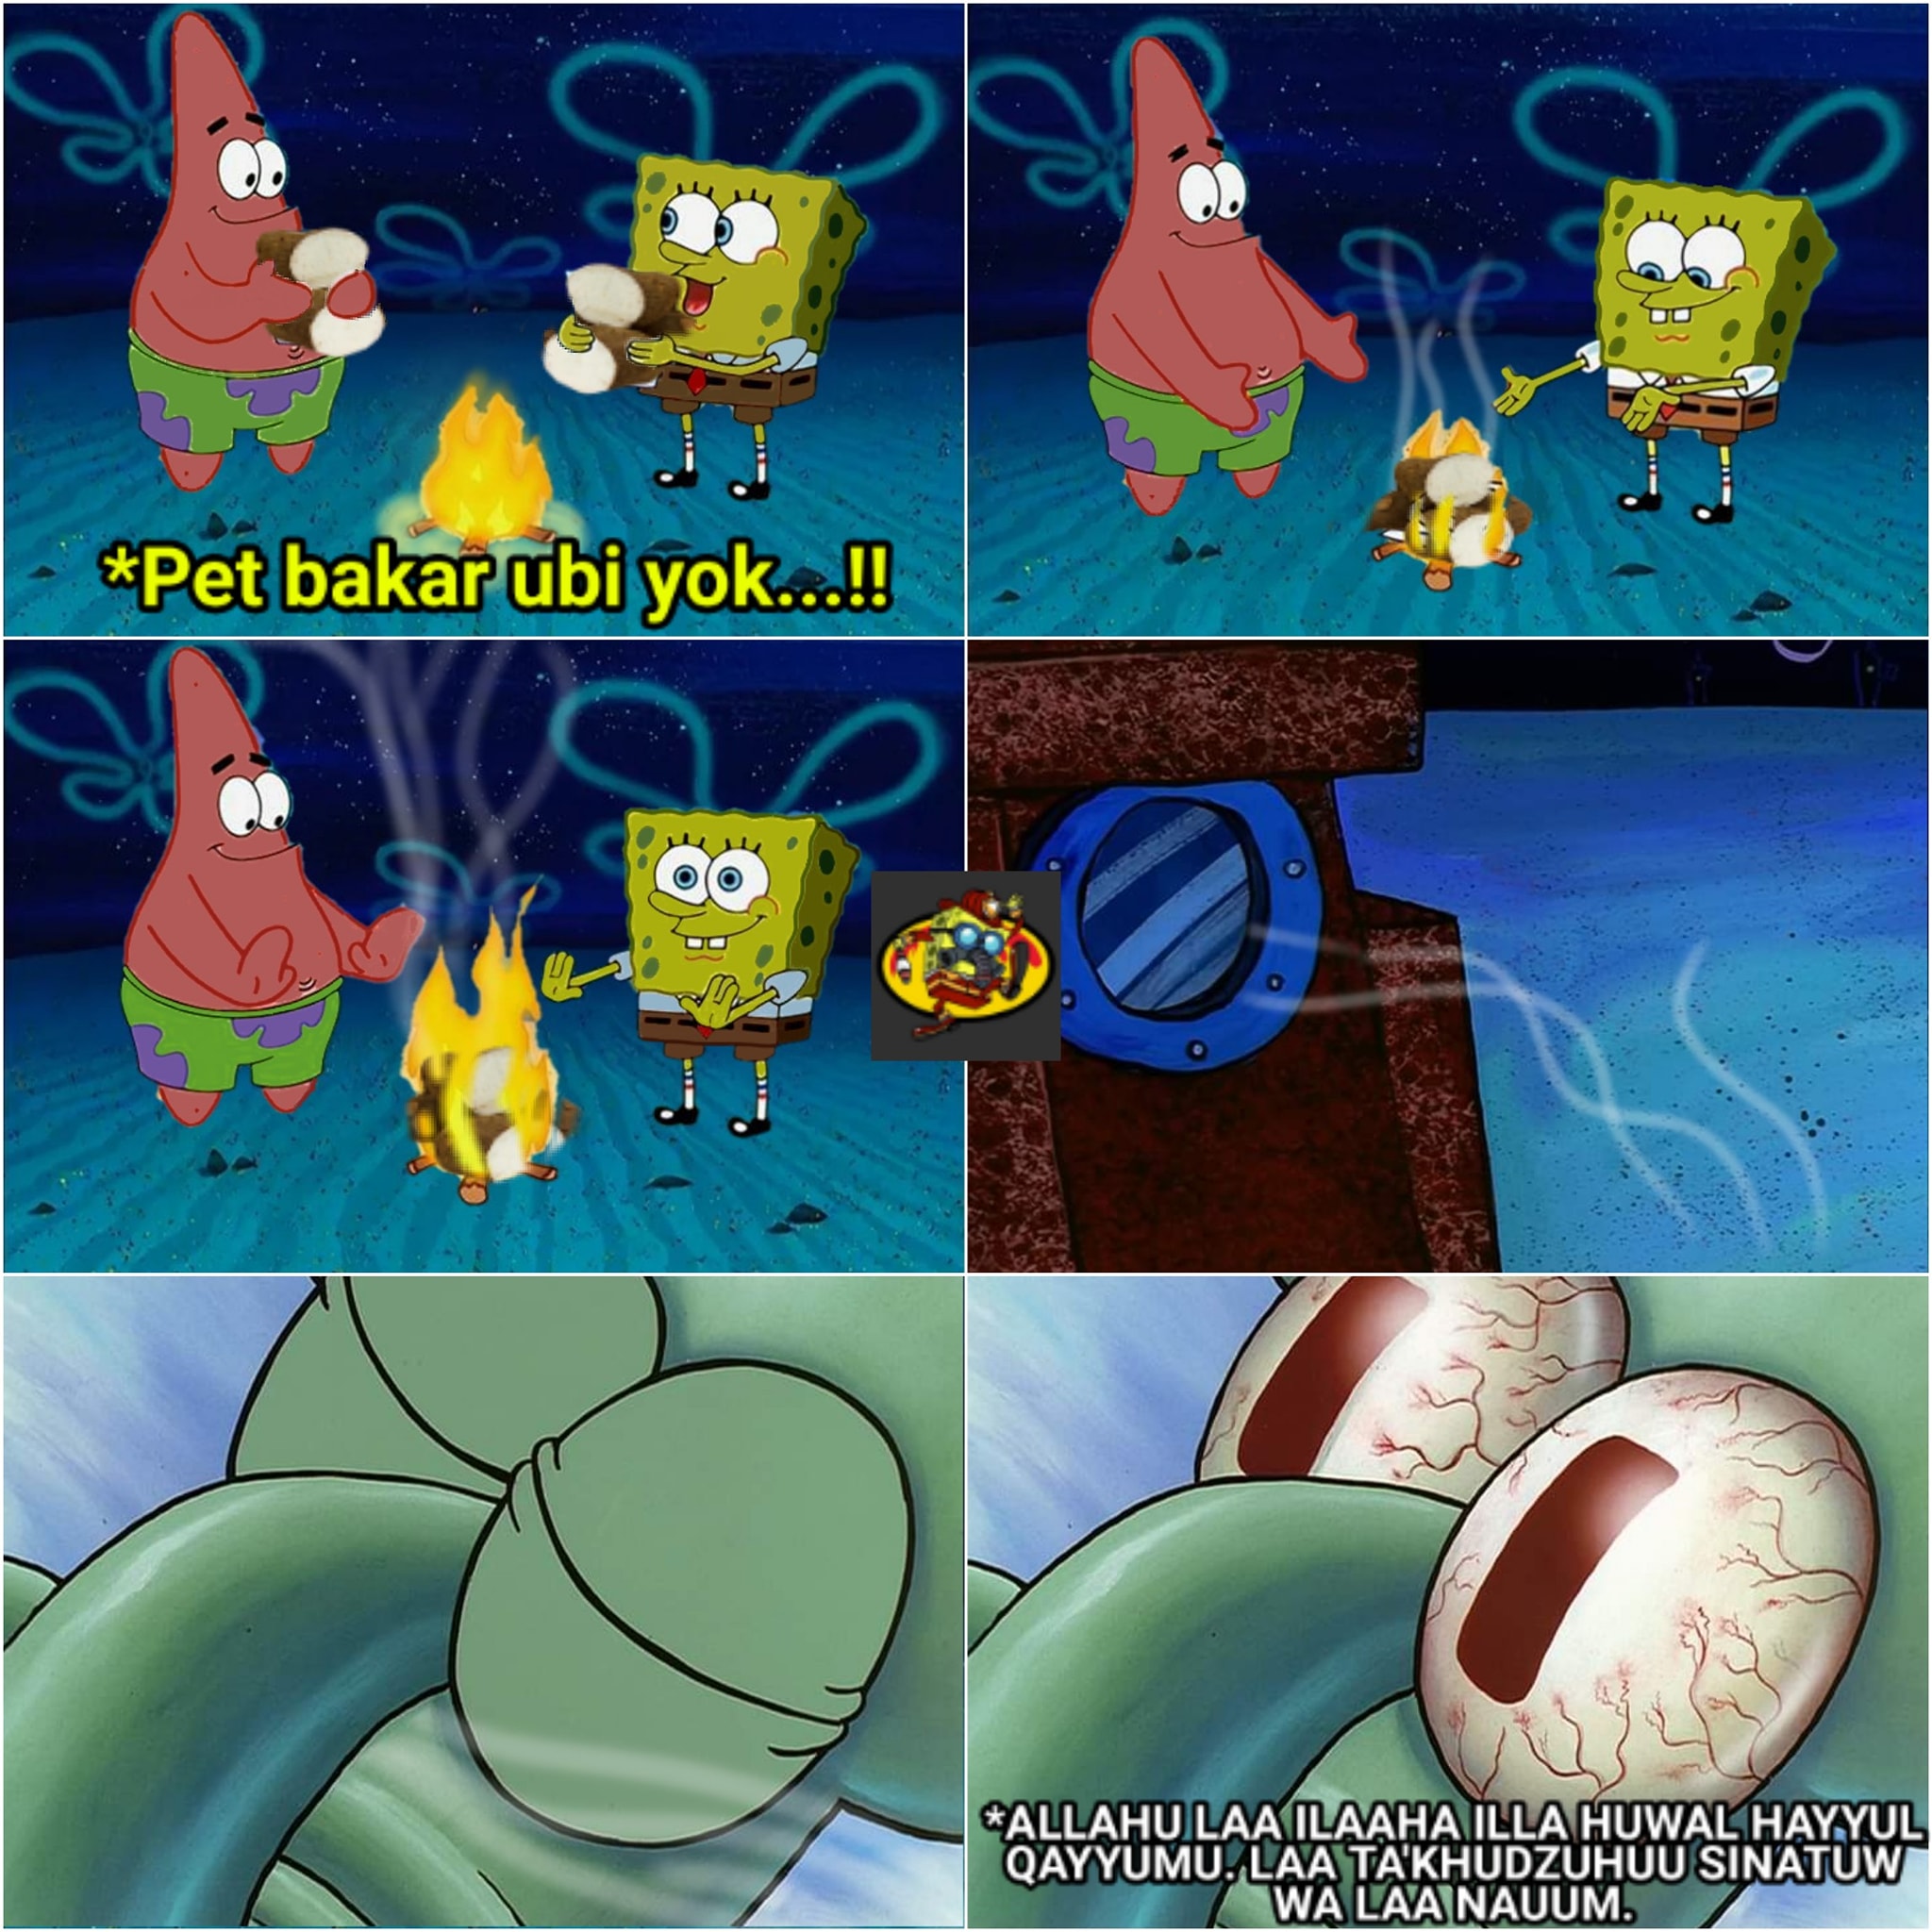 *Pet bakar ubi yok...!!
*ALLAHU LAA ILAAHA ILLA HUWAL HAYYUL
QAYYUMU. LAA TA'KHUDZUHUU SINATUW
WA LAA NAUUM.